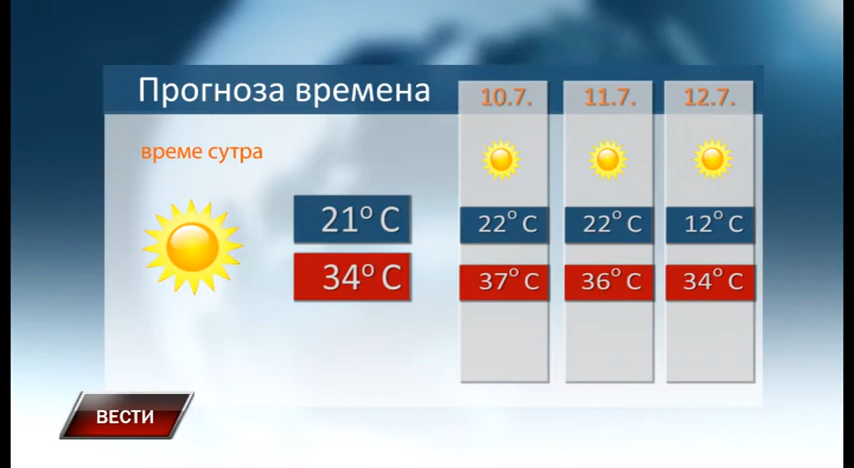 Прогноза времена
време сутра
21° C
34° C
10.7. 11.7. 12.7.
22° C 22° C 12° C
37° C 36° C 34° C
ВЕСТИ